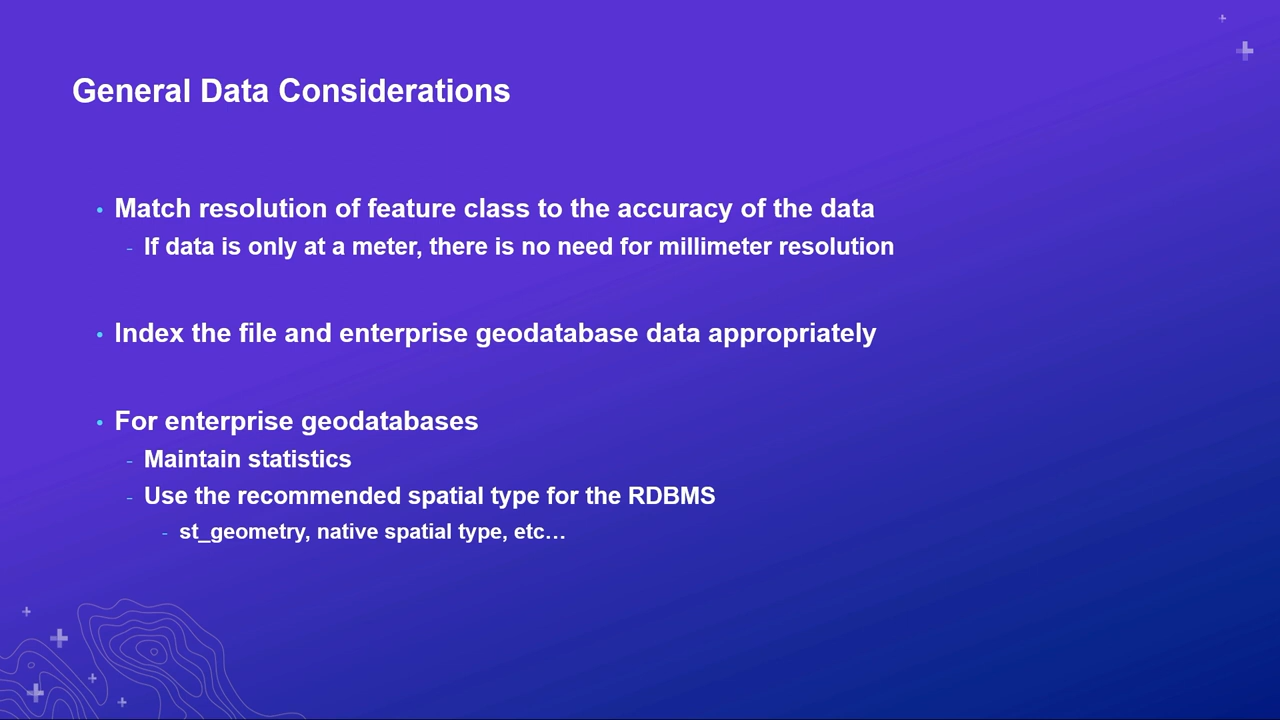 General Data Considerations
• Match resolution of feature class to the accuracy of the data
- If data is only at a meter, there is no need for millimeter resolution
• Index the file and enterprise geodatabase data appropriately
• For enterprise geodatabases
- Maintain statistics
- Use the recommended spatial type for the RDBMS
- st_geometry, native spatial type, etc…